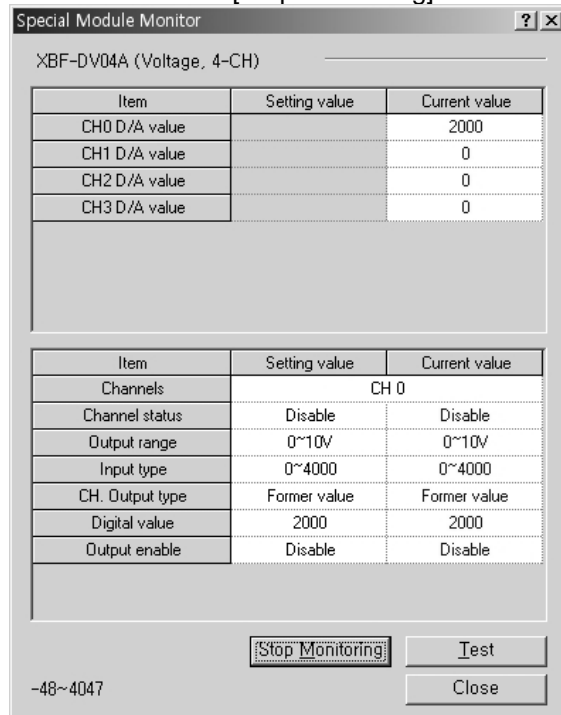 Special Module Monitor ? ×
XBF-DV04A (Voltage, 4-CH)
Item Setting value Current value
CH0 D/A value 2000
CH1 D/A value 0
CH2 D/A value 0
CH3 D/A value 0
Item Setting value Current value
Channels CH 0
Channel status Disable Disable
Output range 0~10V 0~10V
Input type 0~4000 0~4000
CH. Output type Former value Former value
Digital value 2000 2000
Output enable Disable Disable
Stop Monitoring Test
-48~4047 Close